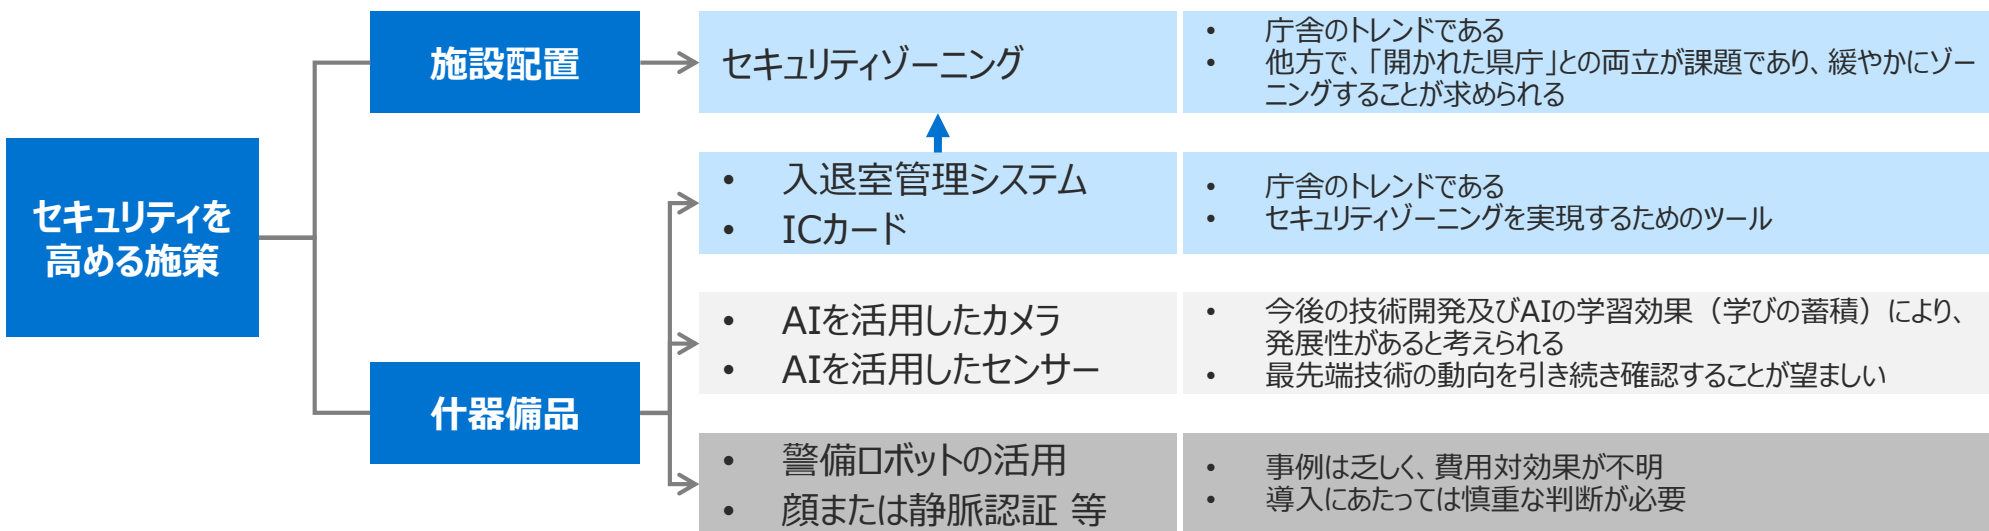 セキュリティを
高める施策
施設配置
セキュリティゾーニング
• 庁舎のトレンドである
• 他方で、「開かれた県庁」との両立が課題であり、緩やかにゾー
ニングすることが求められる
什器備品
• 入退室管理システム
• ICカード
• 庁舎のトレンドである
• セキュリティゾーニングを実現するためのツール
• AIを活用したカメラ
• AIを活用したセンサー
• 今後の技術開発及びAIの学習効果（学びの蓄積）により、
発展性があると考えられる
• 最先端技術の動向を引き続き確認することが望ましい
• 警備ロボットの活用
• 顔または静脈認証 等
• 事例は乏しく、費用対効果が不明
• 導入にあたっては慎重な判断が必要